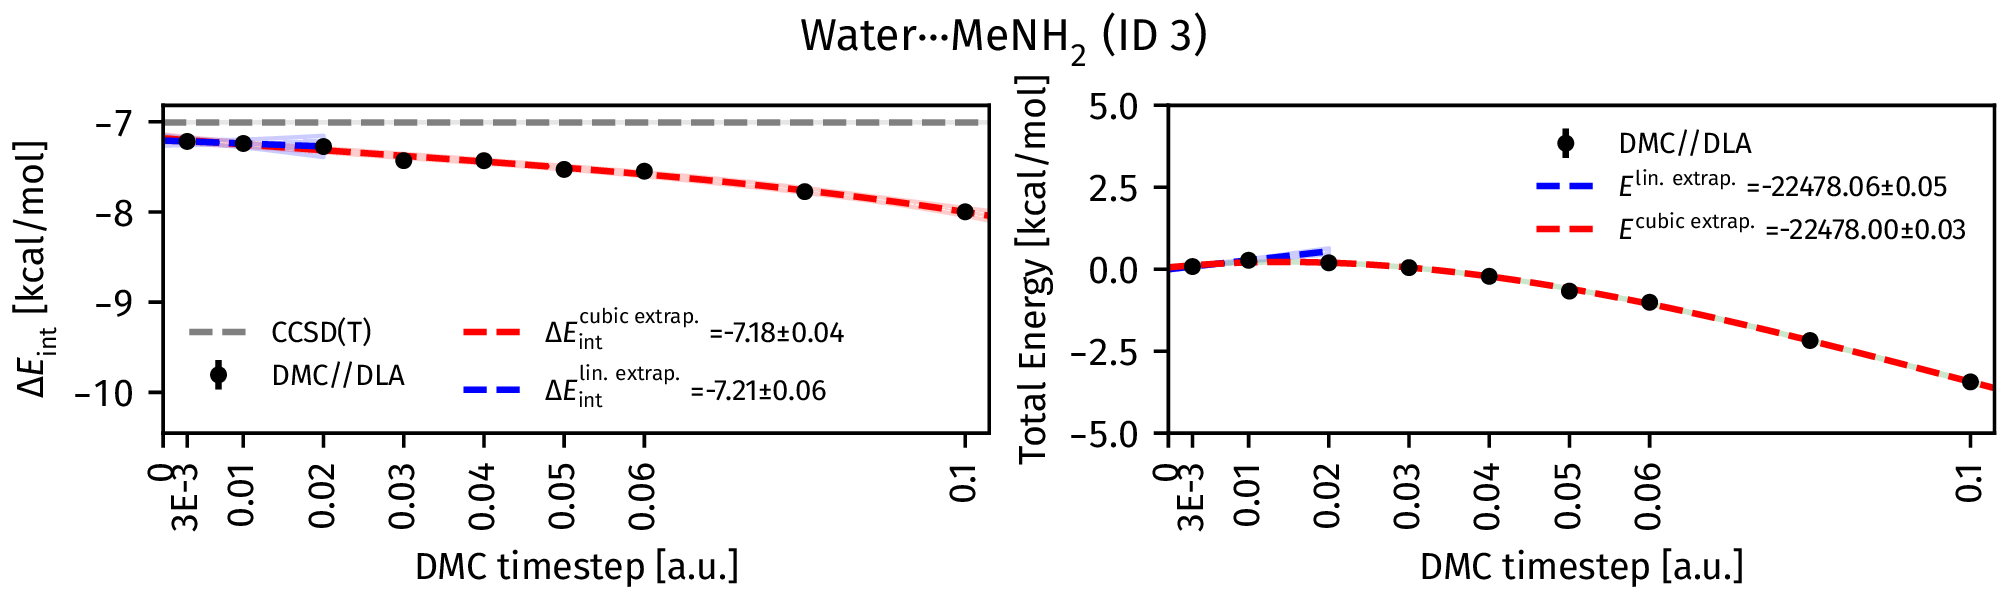 Water···MeNH2 (ID 3)
ΔEint [kcal/mol]
−7
−8
−9
−10
CCSD(T)
DMC//DLA
ΔEint cubic extrap. =-7.18±0.04
ΔEint lin. extrap. =-7.21±0.06
0
3E-3
0.01
0.02
0.03
0.04
0.05
0.06
0.1
DMC timestep [a.u.]
Total Energy [kcal/mol]
5.0
2.5
0.0
−2.5
−5.0
DMC//DLA
E lin. extrap. =-22478.06±0.05
E cubic extrap. =-22478.00±0.03
0
3E-3
0.01
0.02
0.03
0.04
0.05
0.06
0.1
DMC timestep [a.u.]